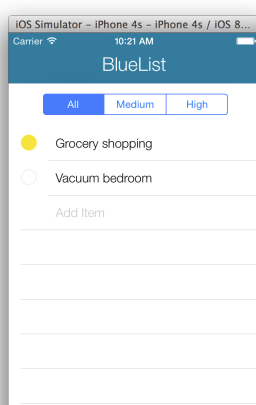 iOS Simulator – iPhone 4s – iPhone 4s / iOS 8...
Carrier 10:21 AM
BlueList
All Medium High
Grocery shopping
Vacuum bedroom
Add Item